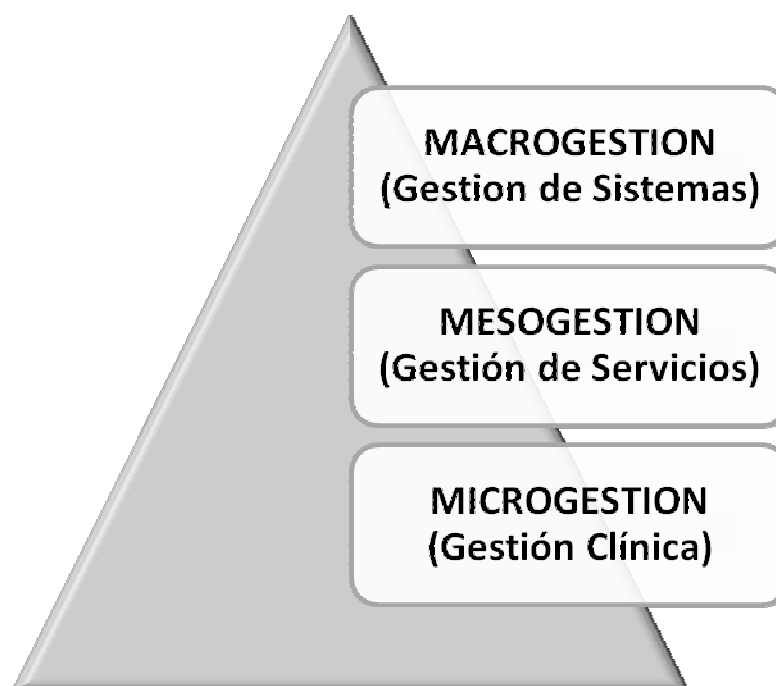 MACROGESTION
(Gestion de Sistemas)
MESOGESTION
(Gestión de Servicios)
MICROGESTION
(Gestión Clínica)